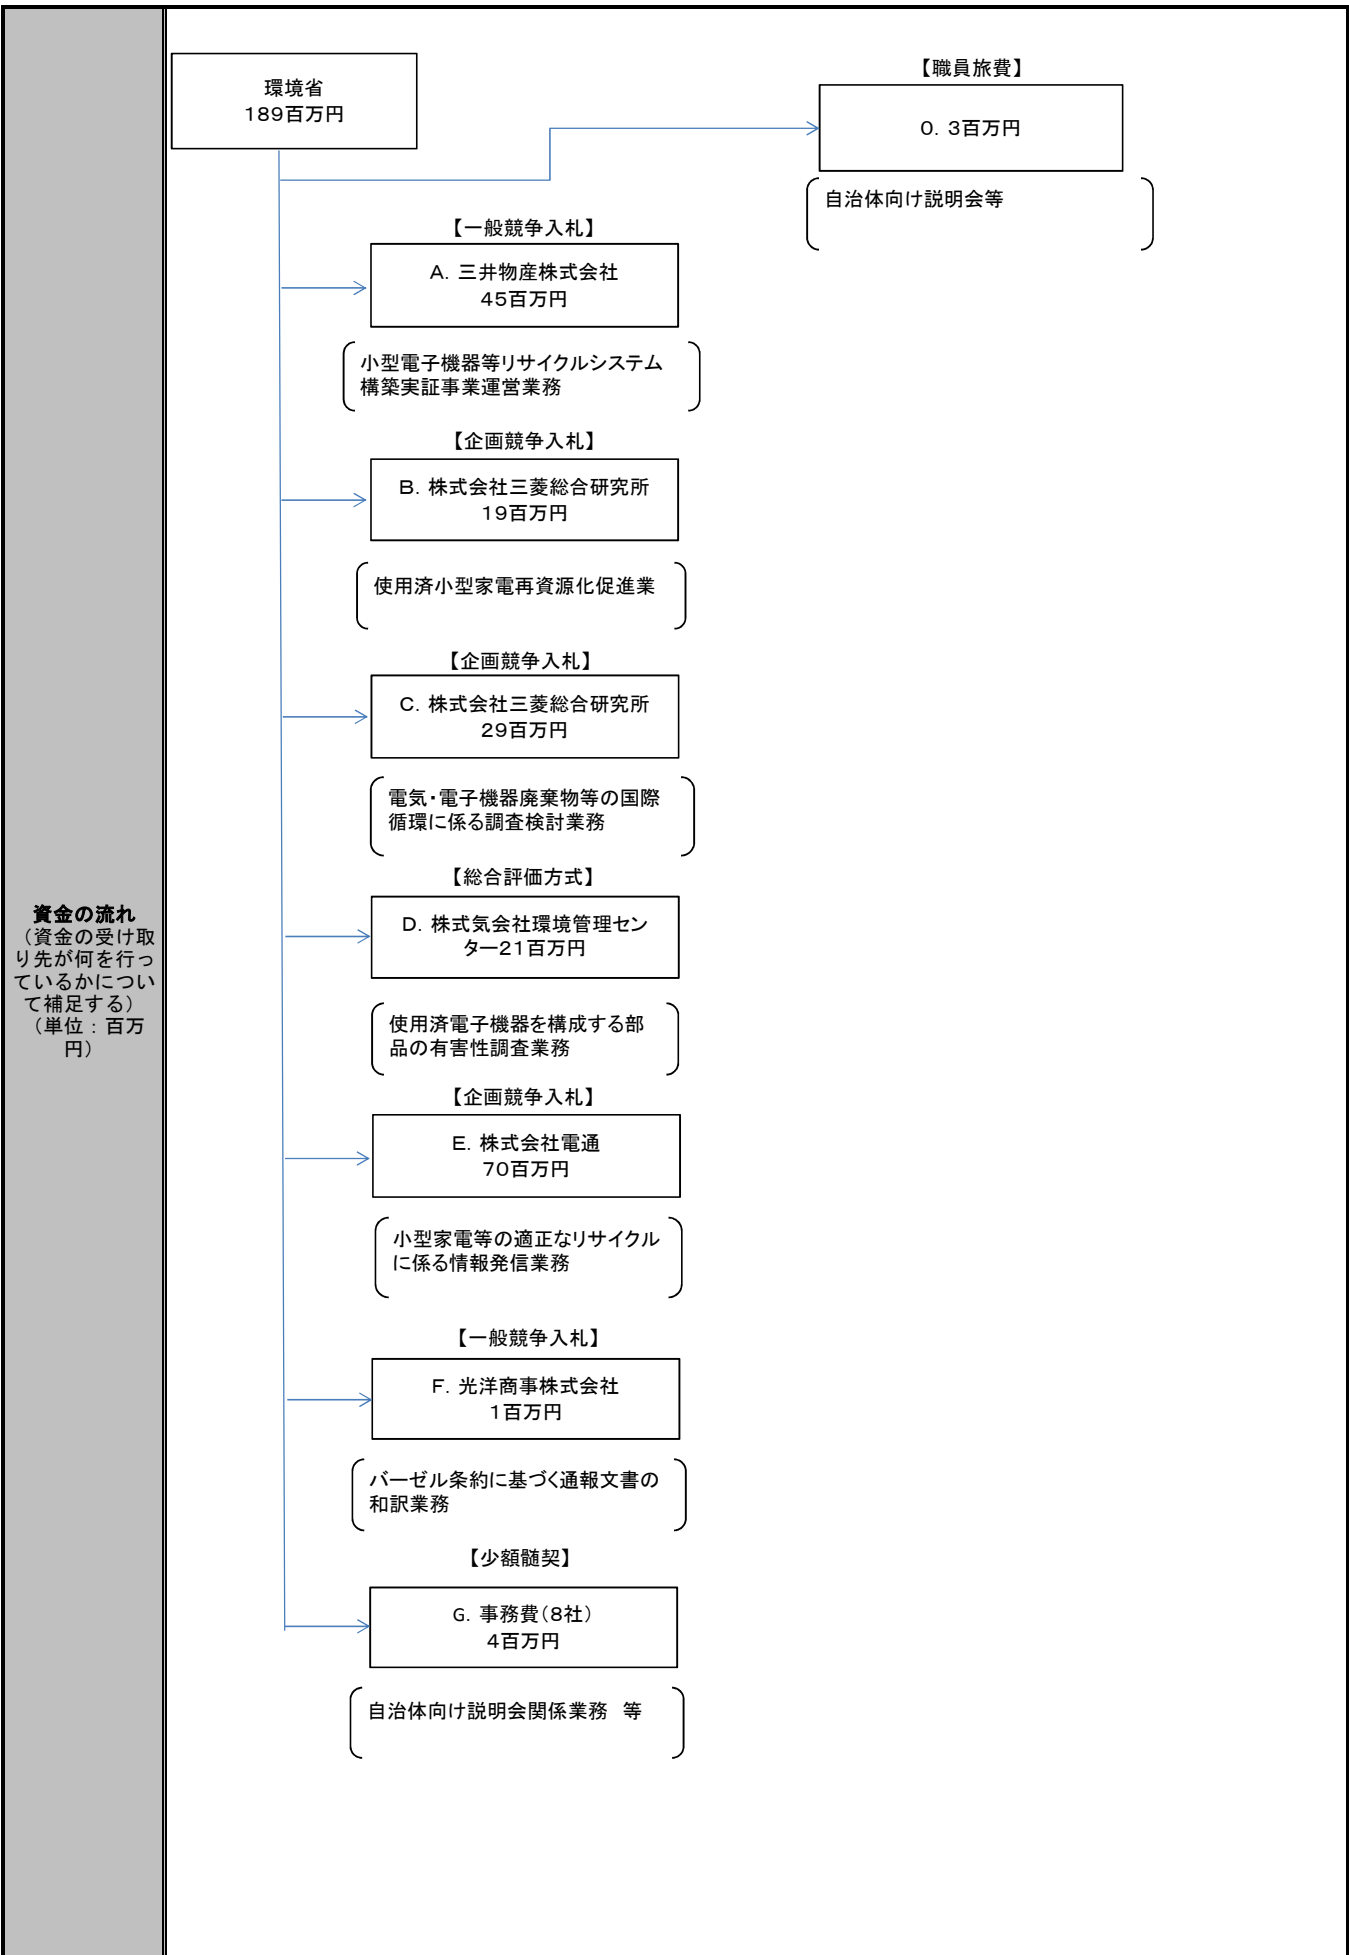 資金の流れ
（資金の受け取
り先が何を行っ
ているかについ
て補足する）
（単位：百万
円）
環境省
189百万円
【職員旅費】
0．3百万円
自治体向け説明会等
【一般競争入札】
A．三井物産株式会社
45百万円
小型電子機器等リサイクルシステム
構築実証事業運営業務
【企画競争入札】
B．株式会社三菱総合研究所
19百万円
使用済小型家電再資源化促進業
【企画競争入札】
C．株式会社三菱総合研究所
29百万円
電気・電子機器廃棄物等の国際
循環に係る調査検討業務
【総合評価方式】
D．株式気会社環境管理セン
ター21百万円
使用済電子機器を構成する部
品の有害性調査業務
【企画競争入札】
E．株式会社電通
70百万円
小型家電等の適正なリサイクル
に係る情報発信業務
【一般競争入札】
F．光洋商事株式会社
1百万円
バーゼル条約に基づく通報文書の
和訳業務
【少額髄契】
G．事務費（8社）
4百万円
自治体向け説明会関係業務　等